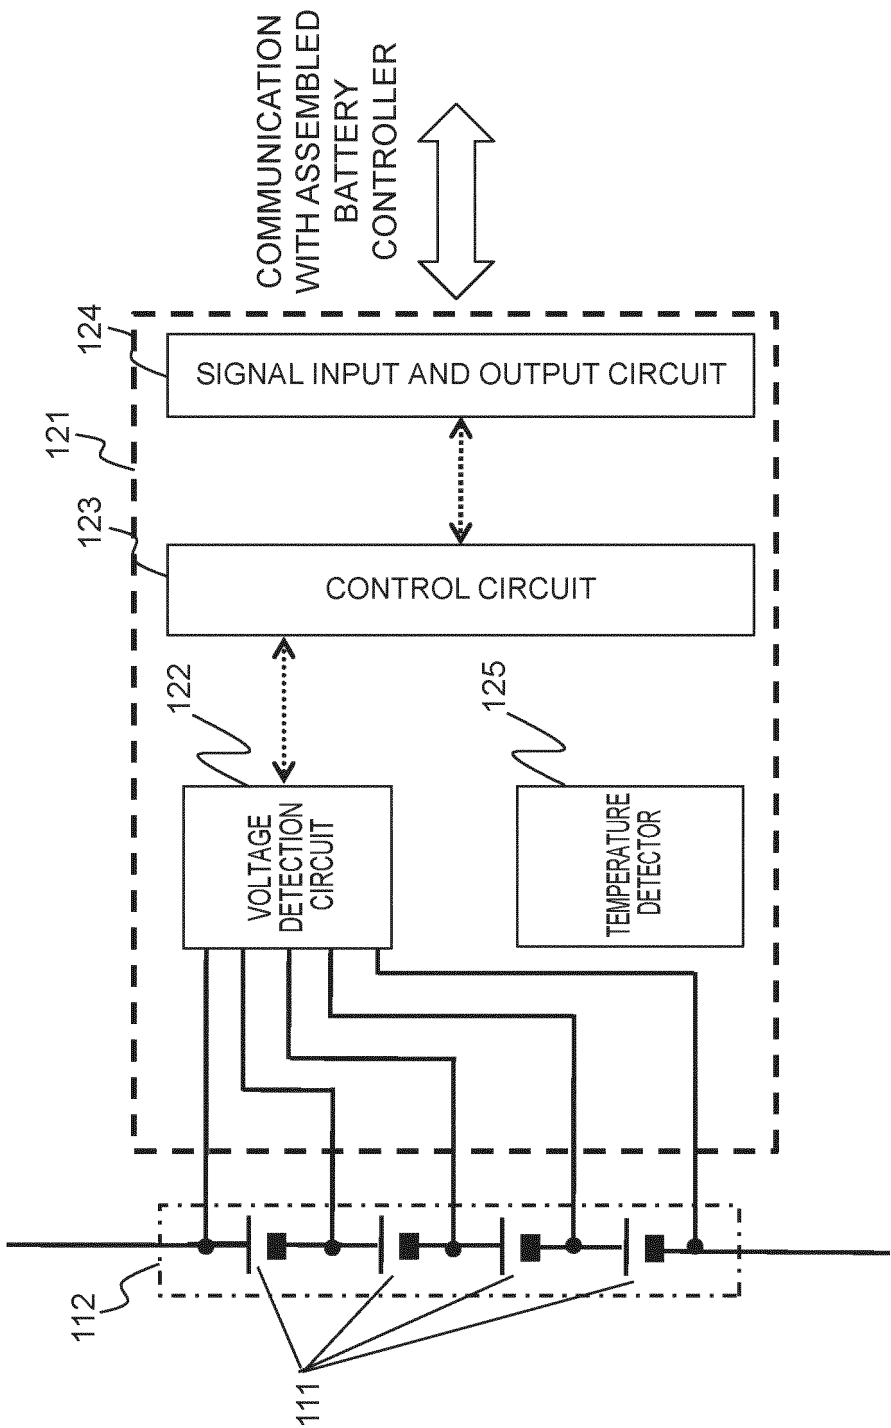 COMMUNICATION
WITH ASSEMBLED
BATTERY
CONTROLLER
112
111
121
122
VOLTAGE
DETECTION
CIRCUIT
125
TEMPERATURE
DETECTOR
123
CONTROL CIRCUIT
124
SIGNAL INPUT AND OUTPUT CIRCUIT